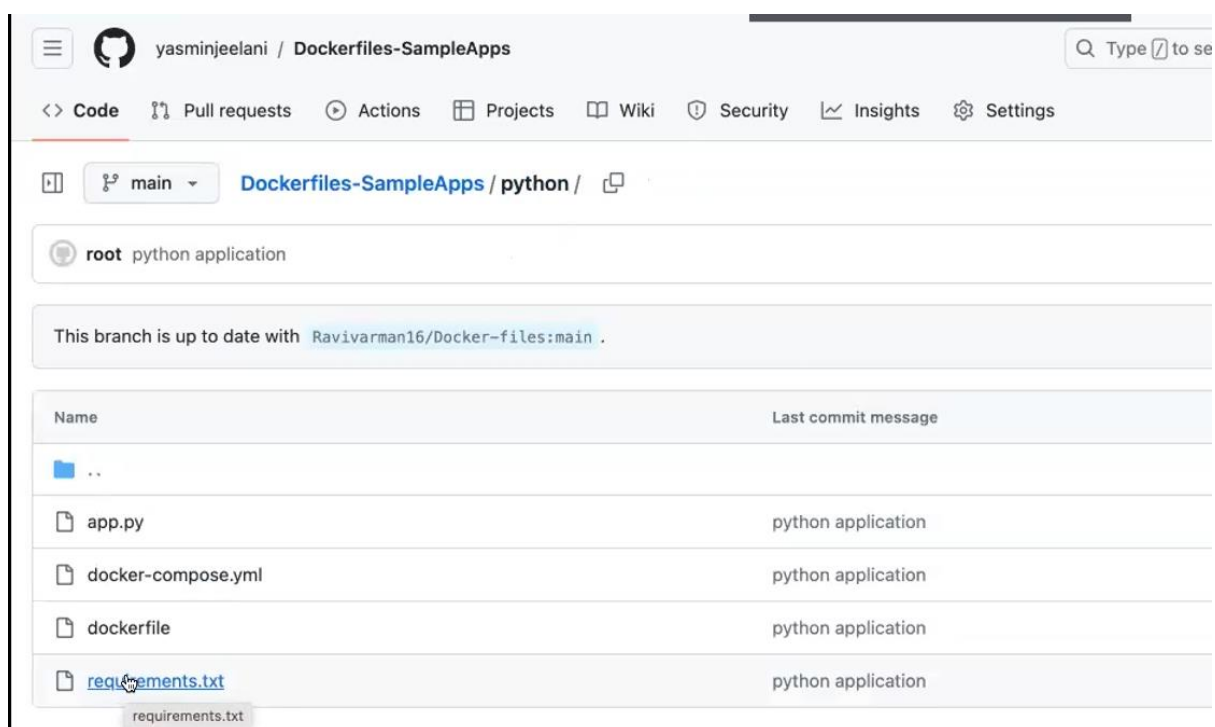 yasminjeelani / Dockerfiles-SampleApps
Type / to se
<> Code Pull requests Actions Projects Wiki Security Insights Settings
main Dockerfiles-SampleApps / python /
root python application
This branch is up to date with Ravivarman16/Docker-files:main .
Name Last commit message
..
app.py python application
docker-compose.yml python application
dockerfile python application
requirements.txt python application
requirements.txt